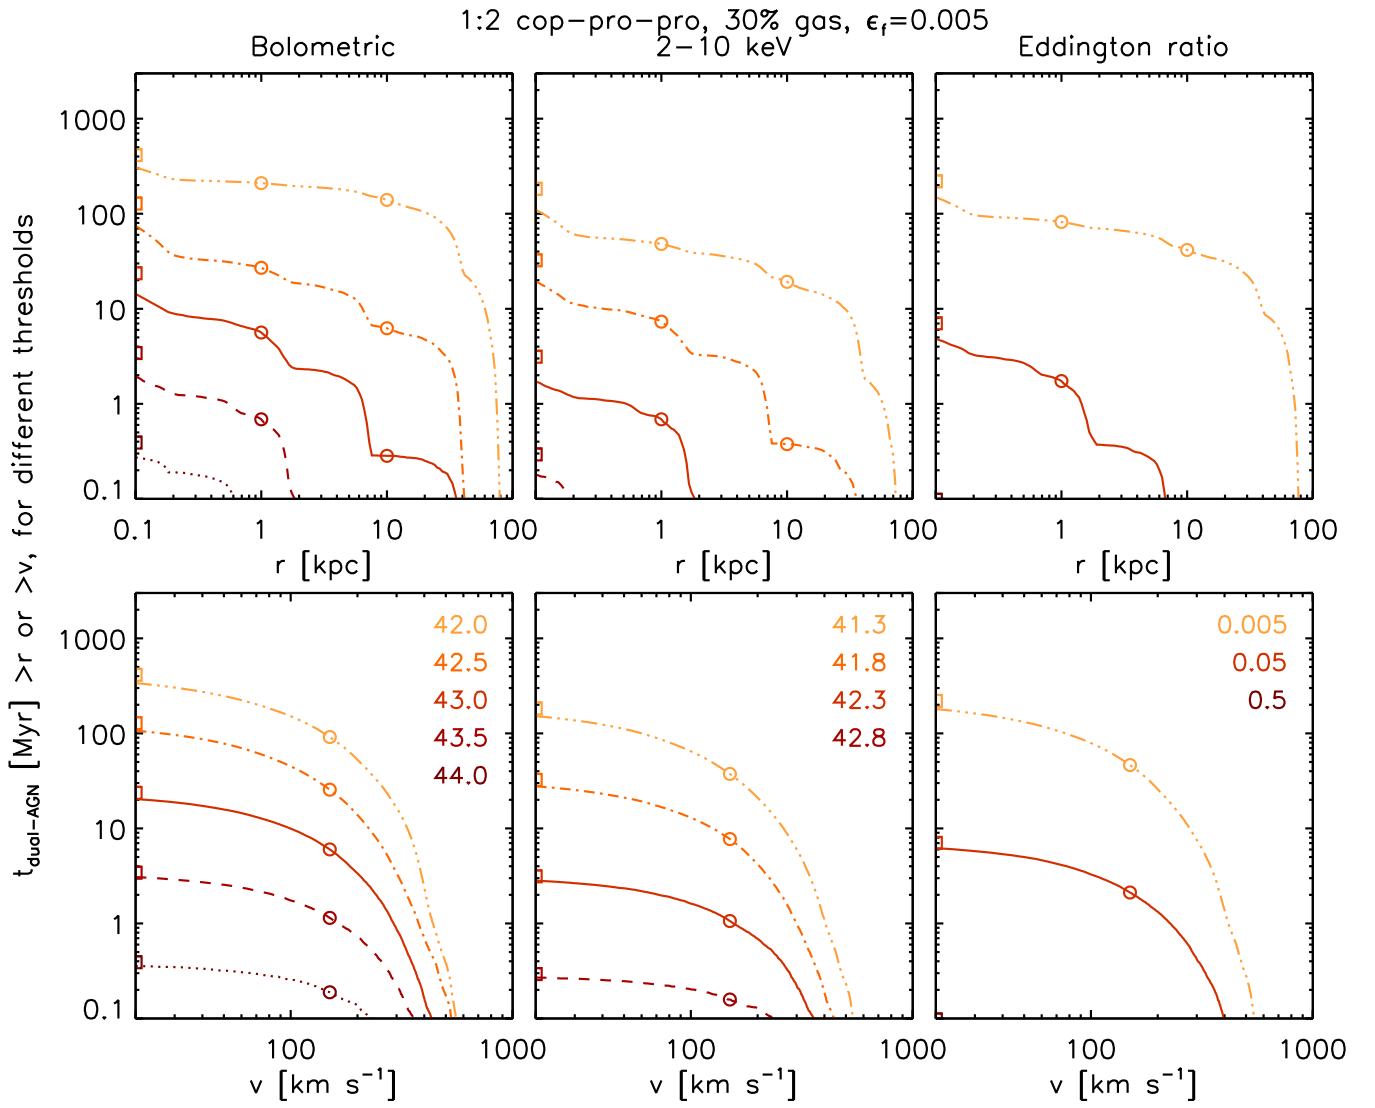 1:2 cop-pro-pro, 30% gas, ϵf=0.005
Bolometric
2-10 keV
Eddington ratio
t_dual-AGN [Myr] >r or >v, for different thresholds
1000
100
10
1
0.1
0.1 1 10 100
1 10 100
1 10 100
r [kpc]
r [kpc]
r [kpc]
1000
100
10
1
0.1
42.0
42.5
43.0
43.5
44.0
41.3
41.8
42.3
42.8
0.005
0.05
0.5
100 1000
100 1000
100 1000
v [km s⁻¹]
v [km s⁻¹]
v [km s⁻¹]